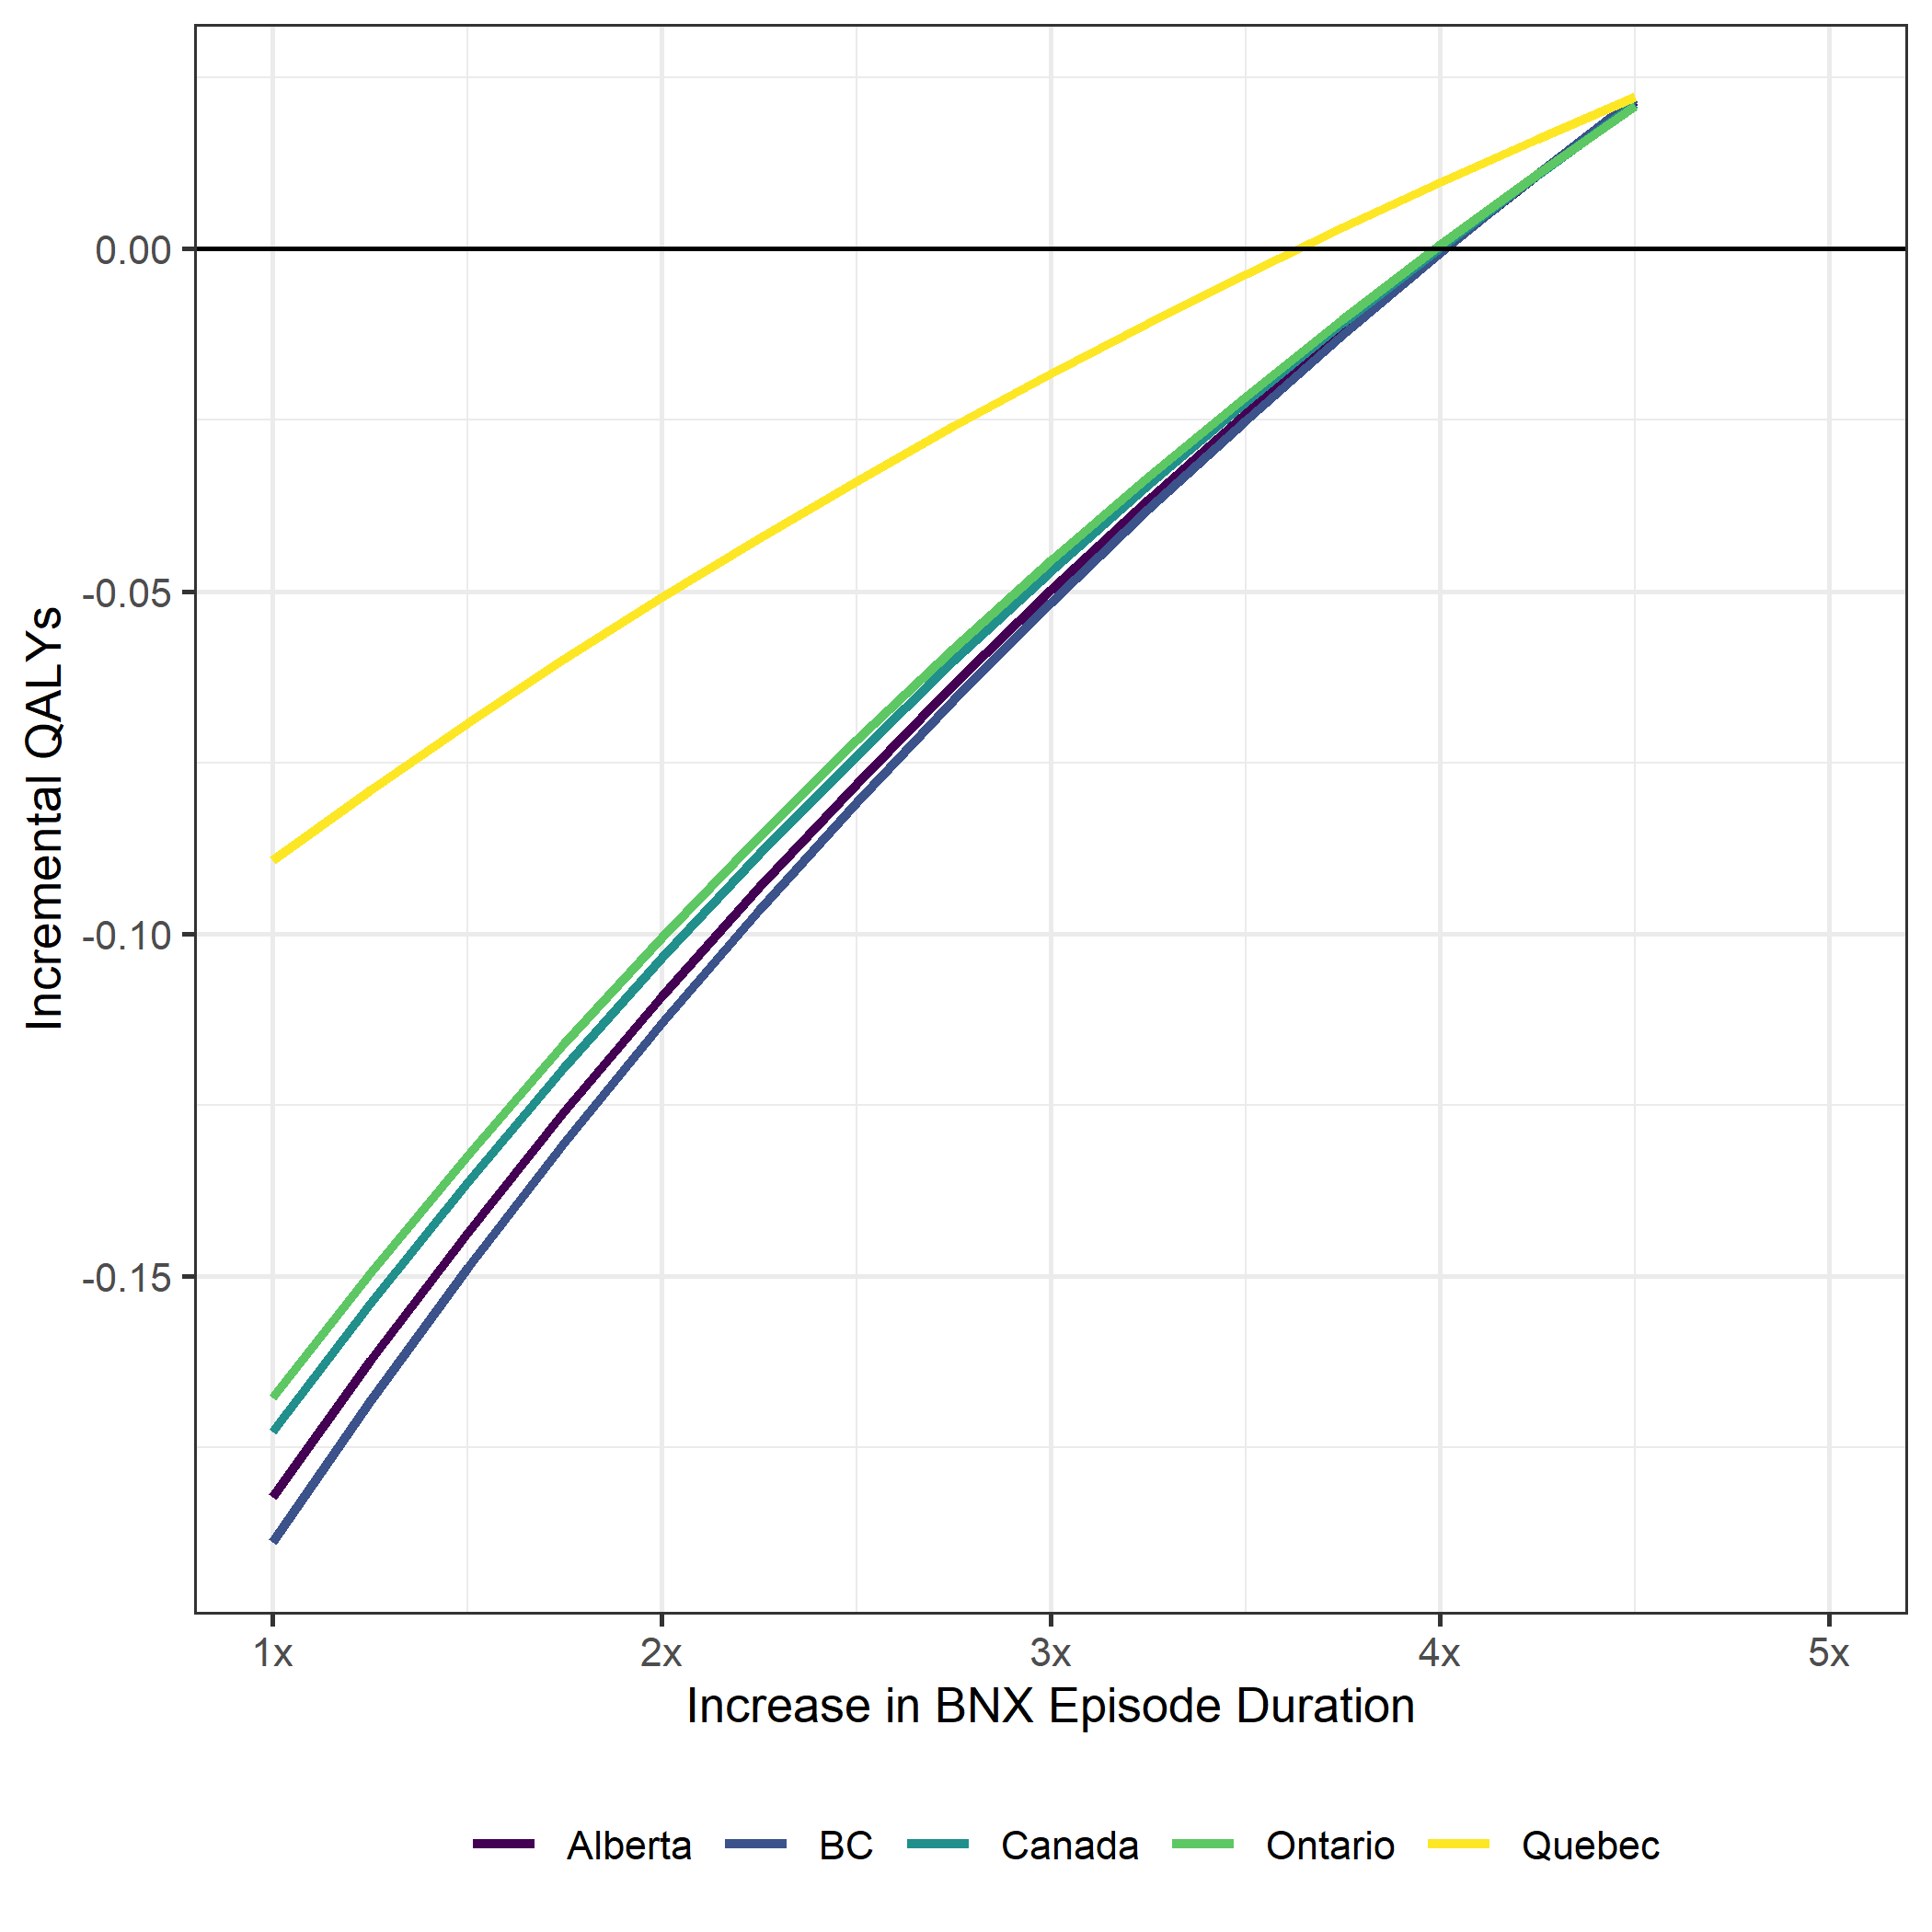 Incremental QALYs
0.00
-0.05
-0.10
-0.15
1x 2x 3x 4x 5x
Increase in BNX Episode Duration
Alberta BC Canada Ontario Quebec